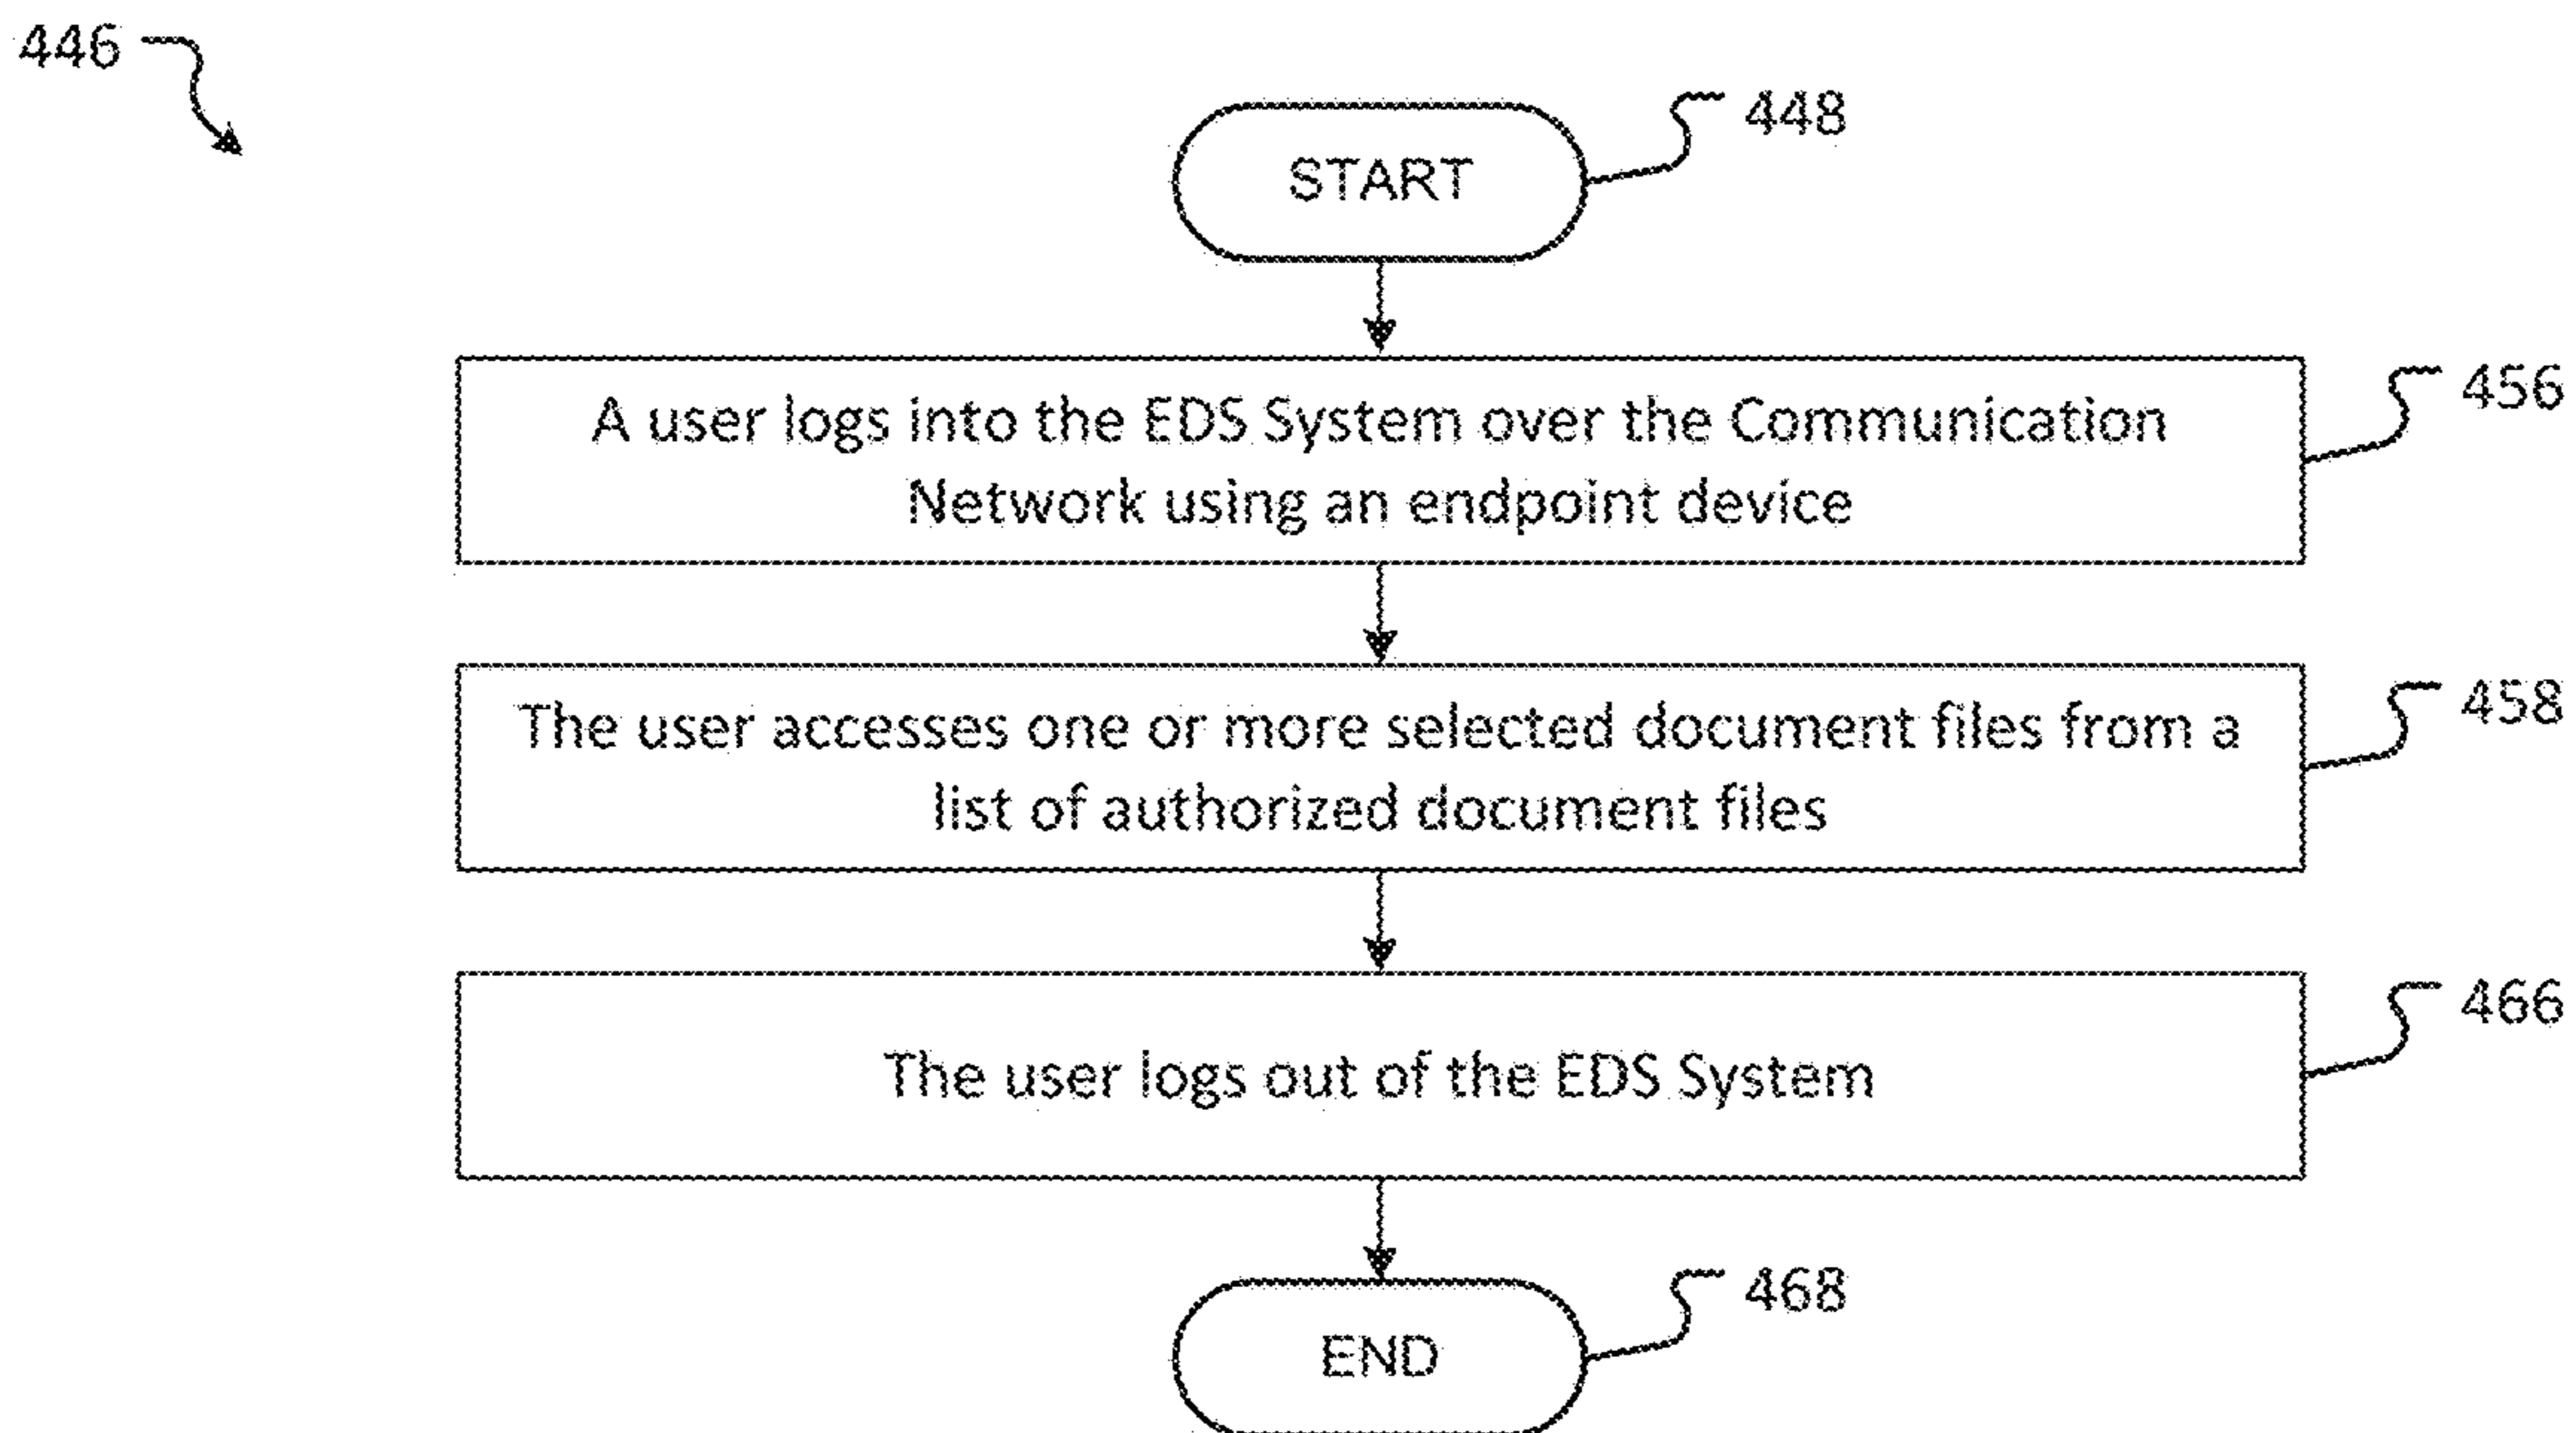 446
448
START
456
A user logs into the EDS System over the Communication
Network using an endpoint device
458
The user accesses one or more selected document files from a
list of authorized document files
466
The user logs out of the EDS System
468
END